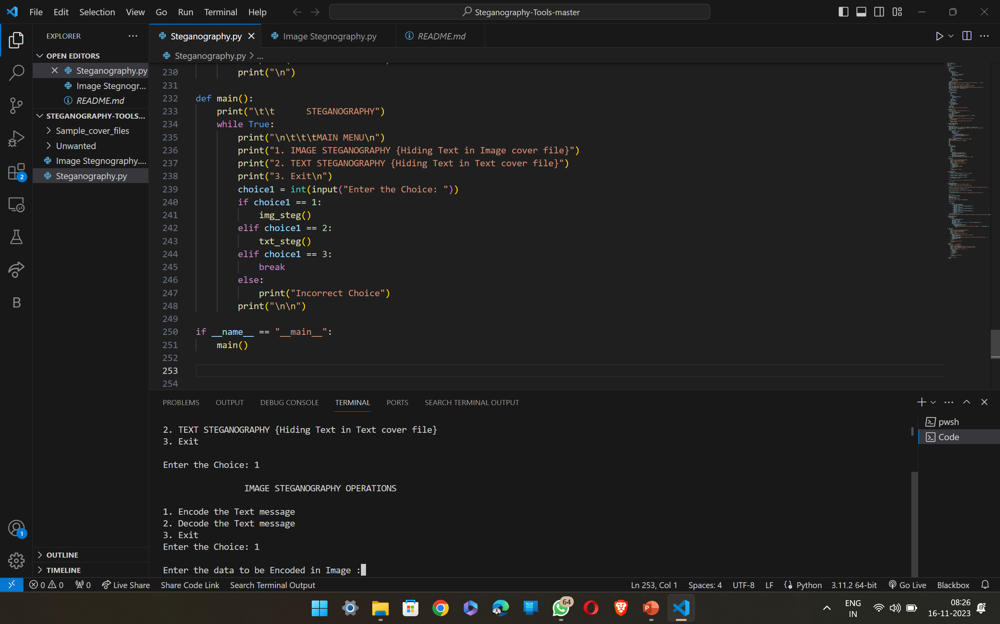 File Edit Selection View Go Run Terminal Help
Steganography-Tools-master
EXPLORER
OPEN EDITORS
Steganography.py
Image Stegnogr...
README.md
STEGANOGRAPHY-TOOLS...
Sample_cover_files
Unwanted
Image Stegnography....
Steganography.py
2
B
1
OUTLINE
TIMELINE
Steganography.py
Image Stegnography.py
README.md
Steganography.py > ...
230 print("\n")
231
232 def main():
233 print("\t\t      STEGANOGRAPHY")
234 while True:
235 print("\n\t\t\tMAIN MENU\n")
236 print("1. IMAGE STEGANOGRAPHY {Hiding Text in Image cover file}")
237 print("2. TEXT STEGANOGRAPHY {Hiding Text in Text cover file}")
238 print("3. Exit\n")
239 choice1 = int(input("Enter the Choice: "))
240 if choice1 == 1:
241 img_steg()
242 elif choice1 == 2:
243 txt_steg()
244 elif choice1 == 3:
245 break
246 else:
247 print("Incorrect Choice")
248 print("\n\n")
249
250 if __name__ == "__main__":
251 main()
252
253
254
PROBLEMS OUTPUT DEBUG CONSOLE TERMINAL PORTS SEARCH TERMINAL OUTPUT
pwsh
Code
2. TEXT STEGANOGRAPHY {Hiding Text in Text cover file}
3. Exit
Enter the Choice: 1
IMAGE STEGANOGRAPHY OPERATIONS
1. Encode the Text message
2. Decode the Text message
3. Exit
Enter the Choice: 1
Enter the data to be Encoded in Image :
0 0 0 Live Share Share Code Link Search Terminal Output
Ln 253, Col 1 Spaces: 4 UTF-8 LF Python 3.11.2 64-bit Go Live Blackbox
64
ENG
IN
08:26
16-11-2023